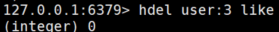 127.0.0.1:6379> hdel user:3 like
(integer) 0